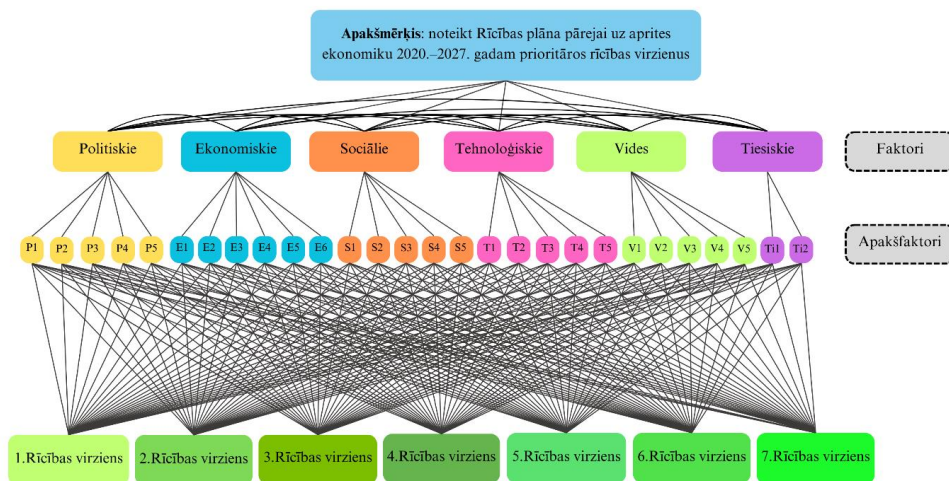 Apakšmērķis: noteikt Rīcības plāna pārejai uz aprites
ekonomiku 2020.–2027. gadam prioritāros rīcības virzienus
Politiskie
Ekonomiskie
Sociālie
Tehnoloģiskie
Vides
Tiesiskie
Faktori
P1
P2
P3
P4
P5
E1
E2
E3
E4
E5
E6
S1
S2
S3
S4
S5
T1
T2
T3
T4
T5
V1
V2
V3
V4
V5
Ti1
Ti2
Apakšfaktori
1.Rīcības virziens
2.Rīcības virziens
3.Rīcības virziens
4.Rīcības virziens
5.Rīcības virziens
6.Rīcības virziens
7.Rīcības virziens